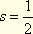 s = 1/2